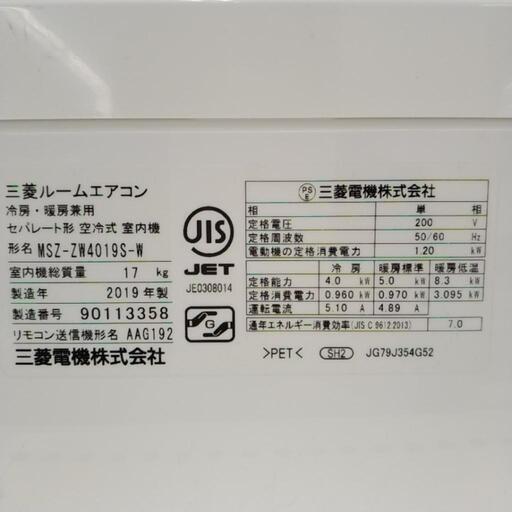 三菱ルームエアコン
冷房・暖房兼用
セパレート形 空冷式 室内機
形名 MSZ-ZW4019S-W
室内機総質量 17 kg
製造年 2019年製
製造番号 90113358
リモコン送信機形名 AAG192
三菱電機株式会社
JIS
JET
JE0308014
G
PSE 三菱電機株式会社
相 単 相
定格電圧 200 V
定格周波数 50/60 Hz
電動機の定格消費電力 1.20 kW
冷 房 暖房標準 暖房低温
定格能力 4.0 kW 5.0 kW 8.3 kW
定格消費電力 0.960 kW 0.970 kW 3.095 kW
運転電流 5.10 A 4.89 A
通年エネルギー消費効率(JIS C 9612:2013) 7.0
>PET< SH2 JG79J354G52